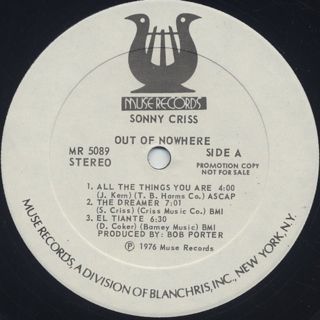 MUSE RECORDS
SONNY CRISS
OUT OF NOWHERE
MR 5089
STEREO
SIDE A
PROMOTION COPY
NOT FOR SALE
1. ALL THE THINGS YOU ARE 4:00
(J. Kern) (T. B. Harms Co.) ASCAP
2. THE DREAMER 7:01
(S. Criss) (Criss Music Co.) BMI
3. EL TIANTE 6:30
(D. Coker) (Bamey Music) BMI
PRODUCED BY: BOB PORTER
Ⓟ 1976 Muse Records
MUSE RECORDS, A DIVISION OF BLANCHRIS, INC., NEW YORK, N.Y.